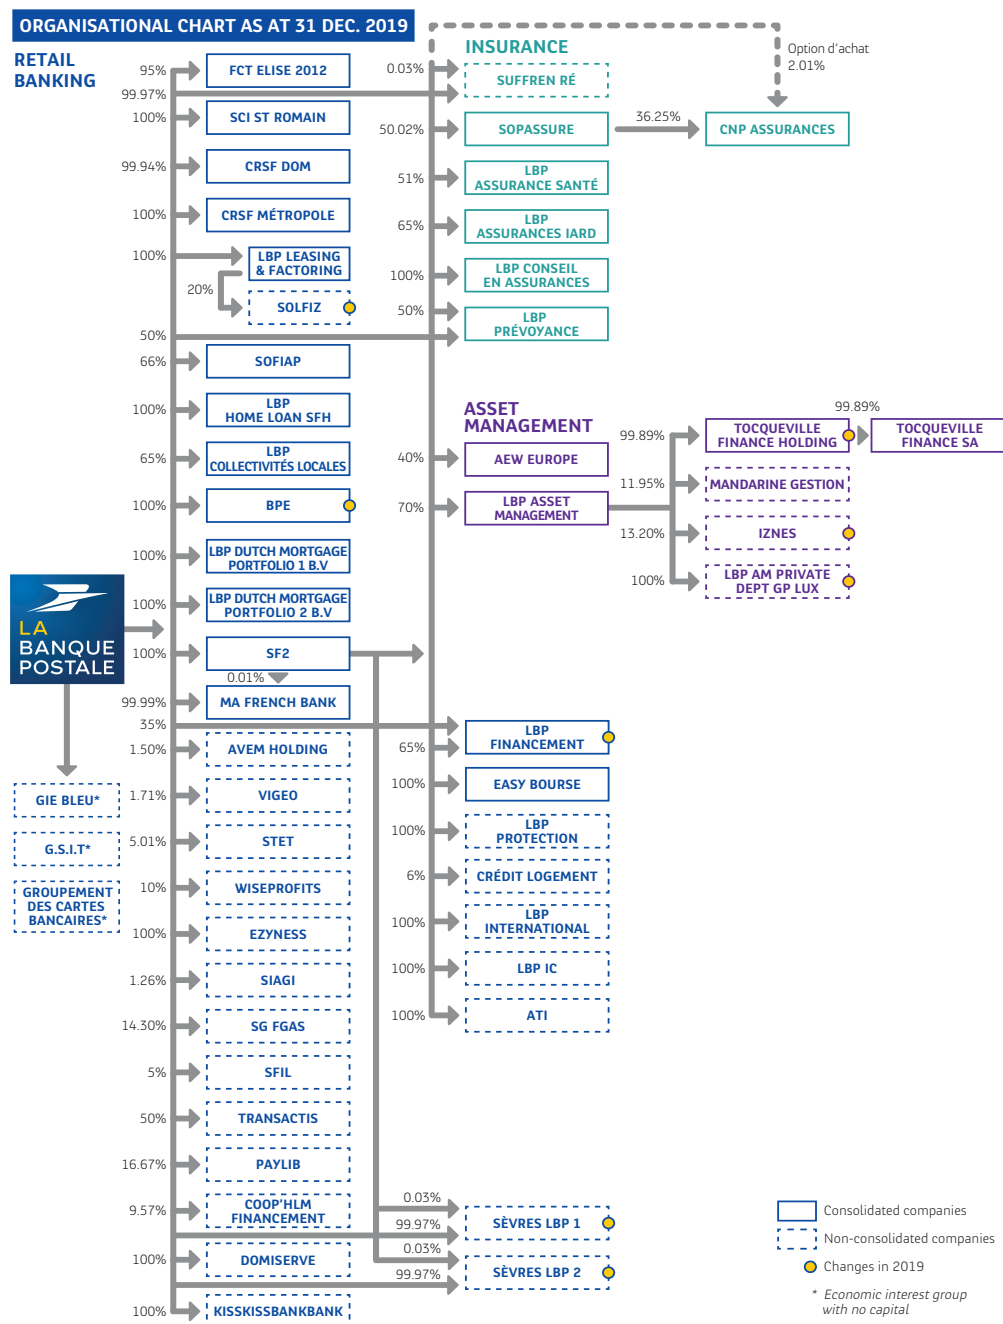 ORGANISATIONAL CHART AS AT 31 DEC. 2019
RETAIL
BANKING
95%
FCT ELISE 2012
99.97%
100%
SCI ST ROMAIN
99.94%
CRSF DOM
100%
CRSF MÉTROPOLE
100%
LBP LEASING
& FACTORING
20%
SOLFIZ
50%
66%
SOFIAP
100%
LBP
HOME LOAN SFH
65%
LBP
COLLECTIVITÉS LOCALES
100%
BPE
100%
LBP DUTCH MORTGAGE
PORTFOLIO 1 B.V
100%
LBP DUTCH MORTGAGE
PORTFOLIO 2 B.V
LA
BANQUE
POSTALE
100%
SF2
0.01%
99.99%
MA FRENCH BANK
35%
1.50%
AVEM HOLDING
1.71%
VIGEO
5.01%
STET
10%
WISEPROFITS
100%
EZYNESS
1.26%
SIAGI
14.30%
SG FGAS
5%
SFIL
50%
TRANSACTIS
16.67%
PAYLIB
9.57%
COOP'HLM
FINANCEMENT
100%
DOMISERVE
100%
KISSKISSBANKBANK
GIE BLEU*
G.S.I.T*
GROUPEMENT
DES CARTES
BANCAIRES*
INSURANCE
0.03%
SUFFREN RÉ
50.02%
SOPASSURE
36.25%
CNP ASSURANCES
Option d'achat
2.01%
51%
LBP
ASSURANCE SANTÉ
65%
LBP
ASSURANCES IARD
100%
LBP CONSEIL
EN ASSURANCES
50%
LBP
PRÉVOYANCE
ASSET
MANAGEMENT
40%
AEW EUROPE
70%
LBP ASSET
MANAGEMENT
99.89%
TOCQUEVILLE
FINANCE HOLDING
99.89%
TOCQUEVILLE
FINANCE SA
11.95%
MANDARINE GESTION
13.20%
IZNES
100%
LBP AM PRIVATE
DEPT GP LUX
LBP
FINANCEMENT
65%
100%
EASY BOURSE
100%
LBP
PROTECTION
6%
CRÉDIT LOGEMENT
100%
LBP
INTERNATIONAL
100%
LBP IC
100%
ATI
0.03%
SÈVRES LBP 1
99.97%
0.03%
SÈVRES LBP 2
99.97%
Consolidated companies
Non-consolidated companies
Changes in 2019
* Economic interest group
with no capital